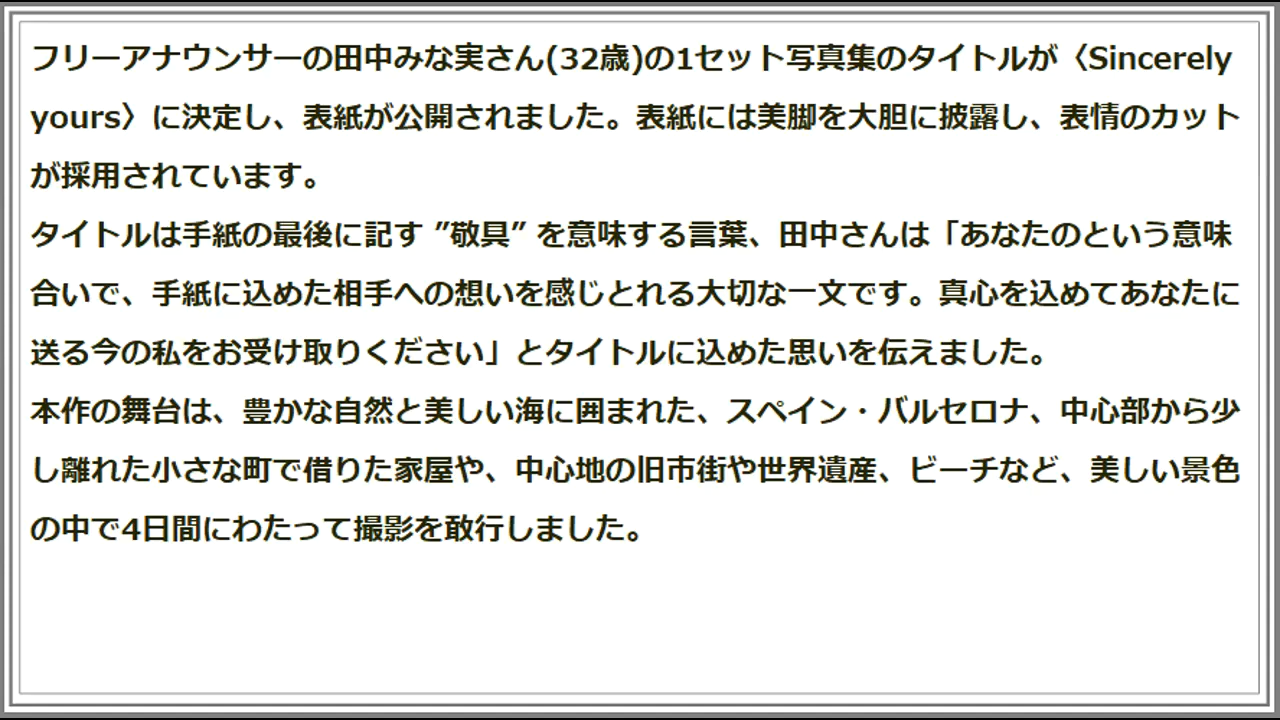 フリーアナウンサーの田中みな実さん(32歳)の1セット写真集のタイトルが〈Sincerely
yours〉に決定し、表紙が公開されました。表紙には美脚を大胆に披露し、表情のカット
が採用されています。
タイトルは手紙の最後に記す ”敬具” を意味する言葉、田中さんは「あなたのという意味
合いで、手紙に込めた相手への想いを感じとれる大切な一文です。真心を込めてあなたに
送る今の私をお受け取りください」とタイトルに込めた思いを伝えました。
本作の舞台は、豊かな自然と美しい海に囲まれた、スペイン・バルセロナ、中心部から少
し離れた小さな町で借りた家屋や、中心地の旧市街や世界遺産、ビーチなど、美しい景色
の中で4日間にわたって撮影を敢行しました。